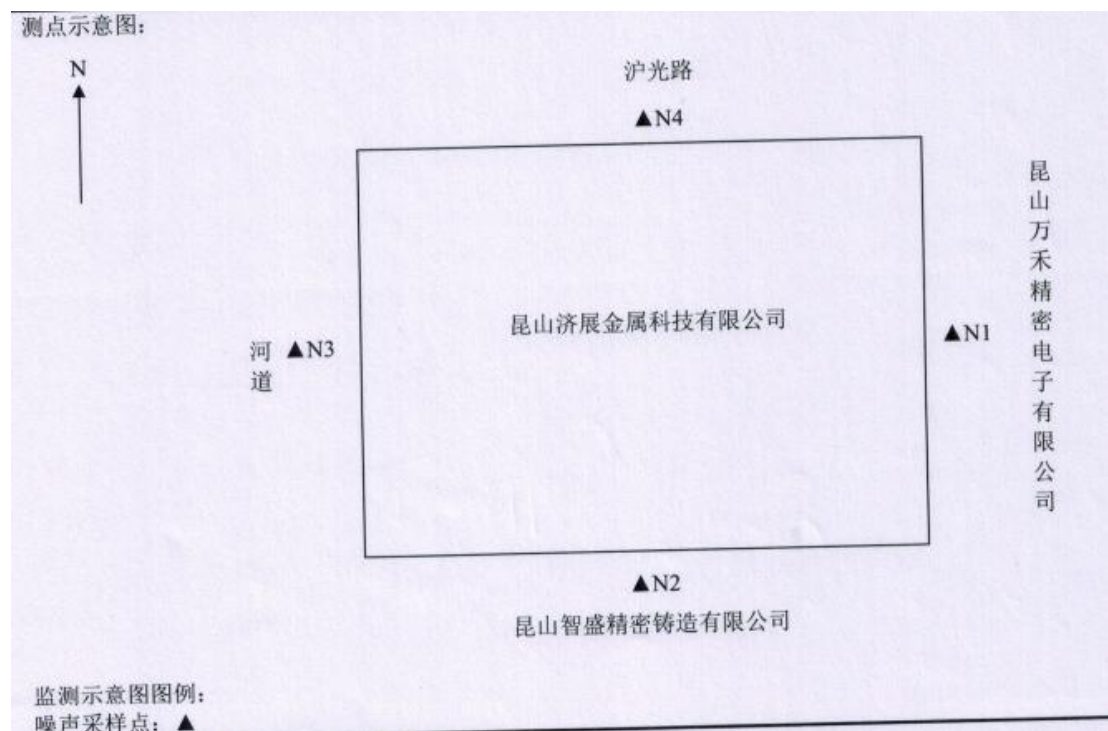 测点示意图：
N
沪光路
▲N4
昆山万禾精密电子有限公司
昆山济展金属科技有限公司
▲N1
河道
▲N3
▲N2
昆山智盛精密铸造有限公司
监测示意图图例：
噪声采样点：▲